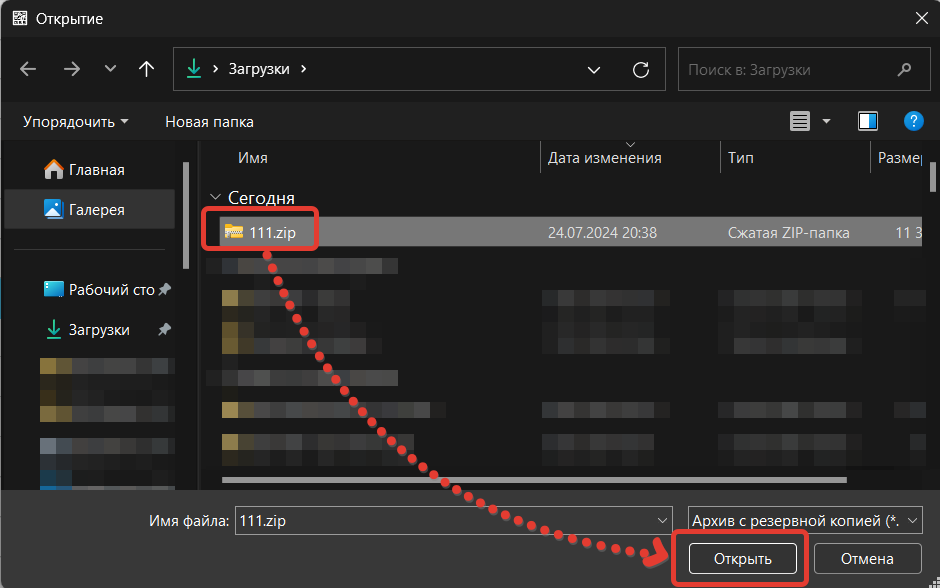 Открытие
Загрузки
Поиск в: Загрузки
Упорядочить
Новая папка
?
Имя
Дата изменения
Тип
Разме
Главная
Галерея
Сегодня
111.zip
24.07.2024 20:38
Сжатая ZIP-папка
11 3
Рабочий сто
Загрузки
Имя файла:
111.zip
Архив с резервной копией (*.
Открыть
Отмена